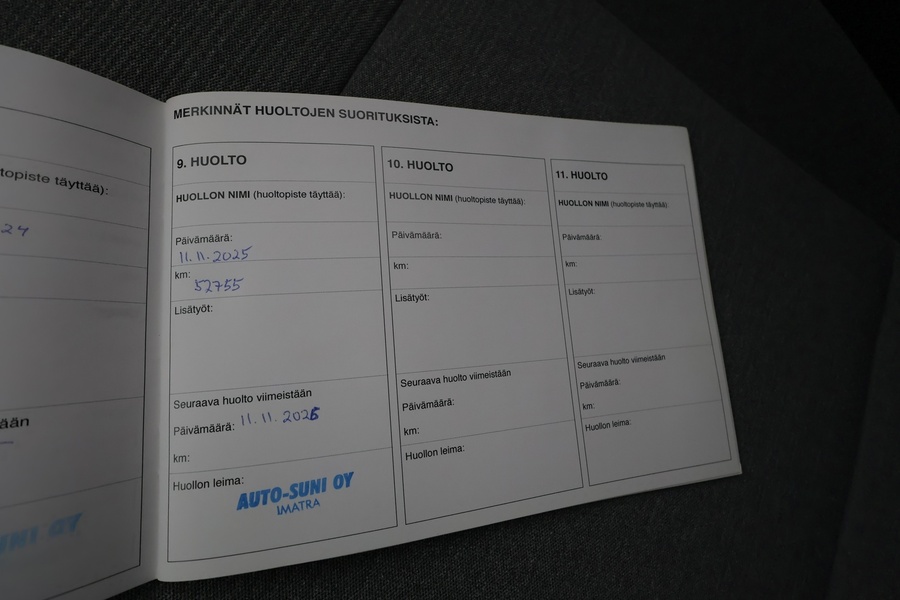 topiste täyttää):
24
ään
MERKINNÄT HUOLTOJEN SUORITUKSISTA:
9. HUOLTO
HUOLLON NIMI (huoltopiste täyttää):
Päivämäärä:
11.11.2025
km:
52755
Lisätyöt:
Seuraava huolto viimeistään
Päivämäärä: 11.11.2026
km:
Huollon leima:
AUTO-SUNI OY
IMATRA
10. HUOLTO
HUOLLON NIMI (huoltopiste täyttää):
Päivämäärä:
km:
Lisätyöt:
Seuraava huolto viimeistään
Päivämäärä:
km:
Huollon leima:
11. HUOLTO
HUOLLON NIMI (huoltopiste täyttää):
Päivämäärä:
km:
Lisätyöt:
Seuraava huolto viimeistään
Päivämäärä:
km:
Huollon leima: